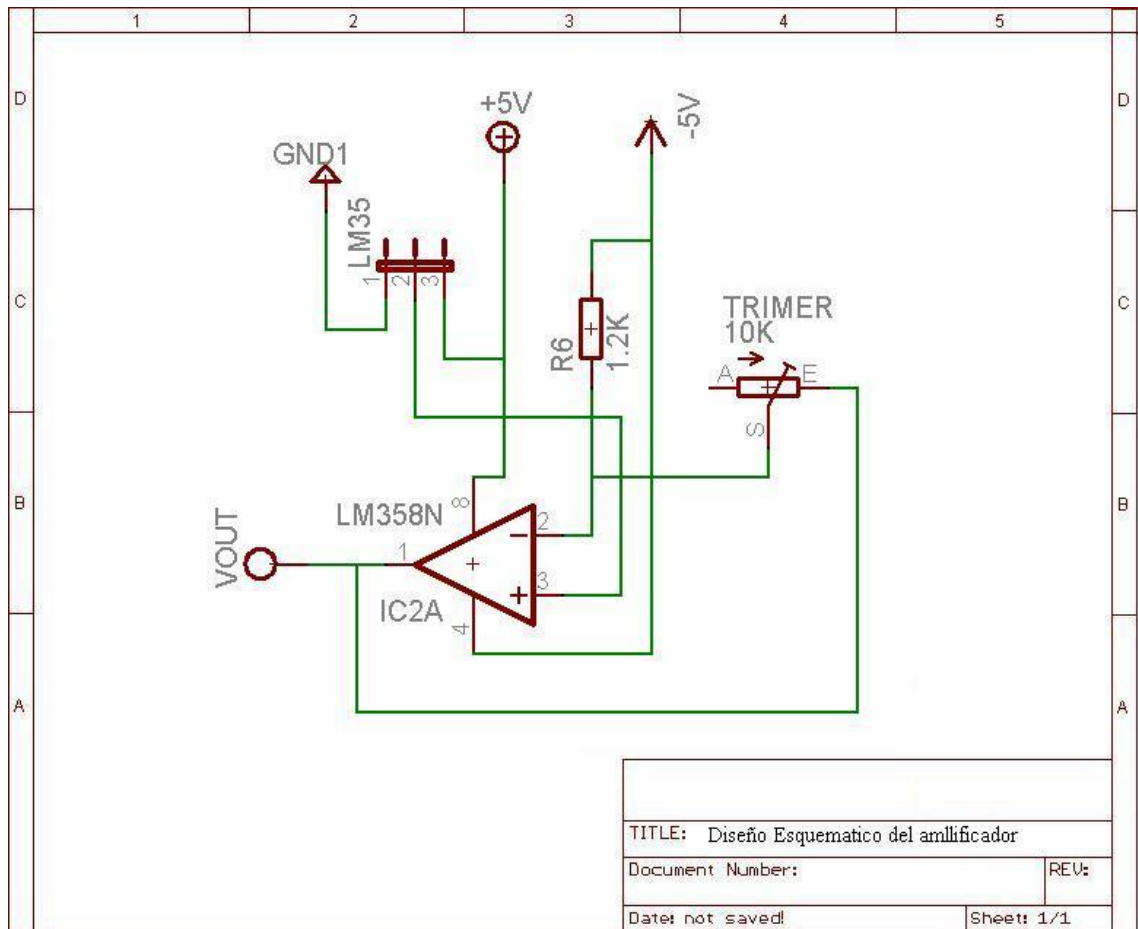 1 2 3 4 5
D D
+5V
-5V
GND1
LM35
1 2 3
C C
TRIMER
10K
R6
1.2K
A E
S
B B
8
LM358N
2
VOUT
1
3
IC2A
4
A A
TITLE: Diseño Esquematico del amllificador
Document Number:
REV:
Date: not saved!
Sheet: 1/1